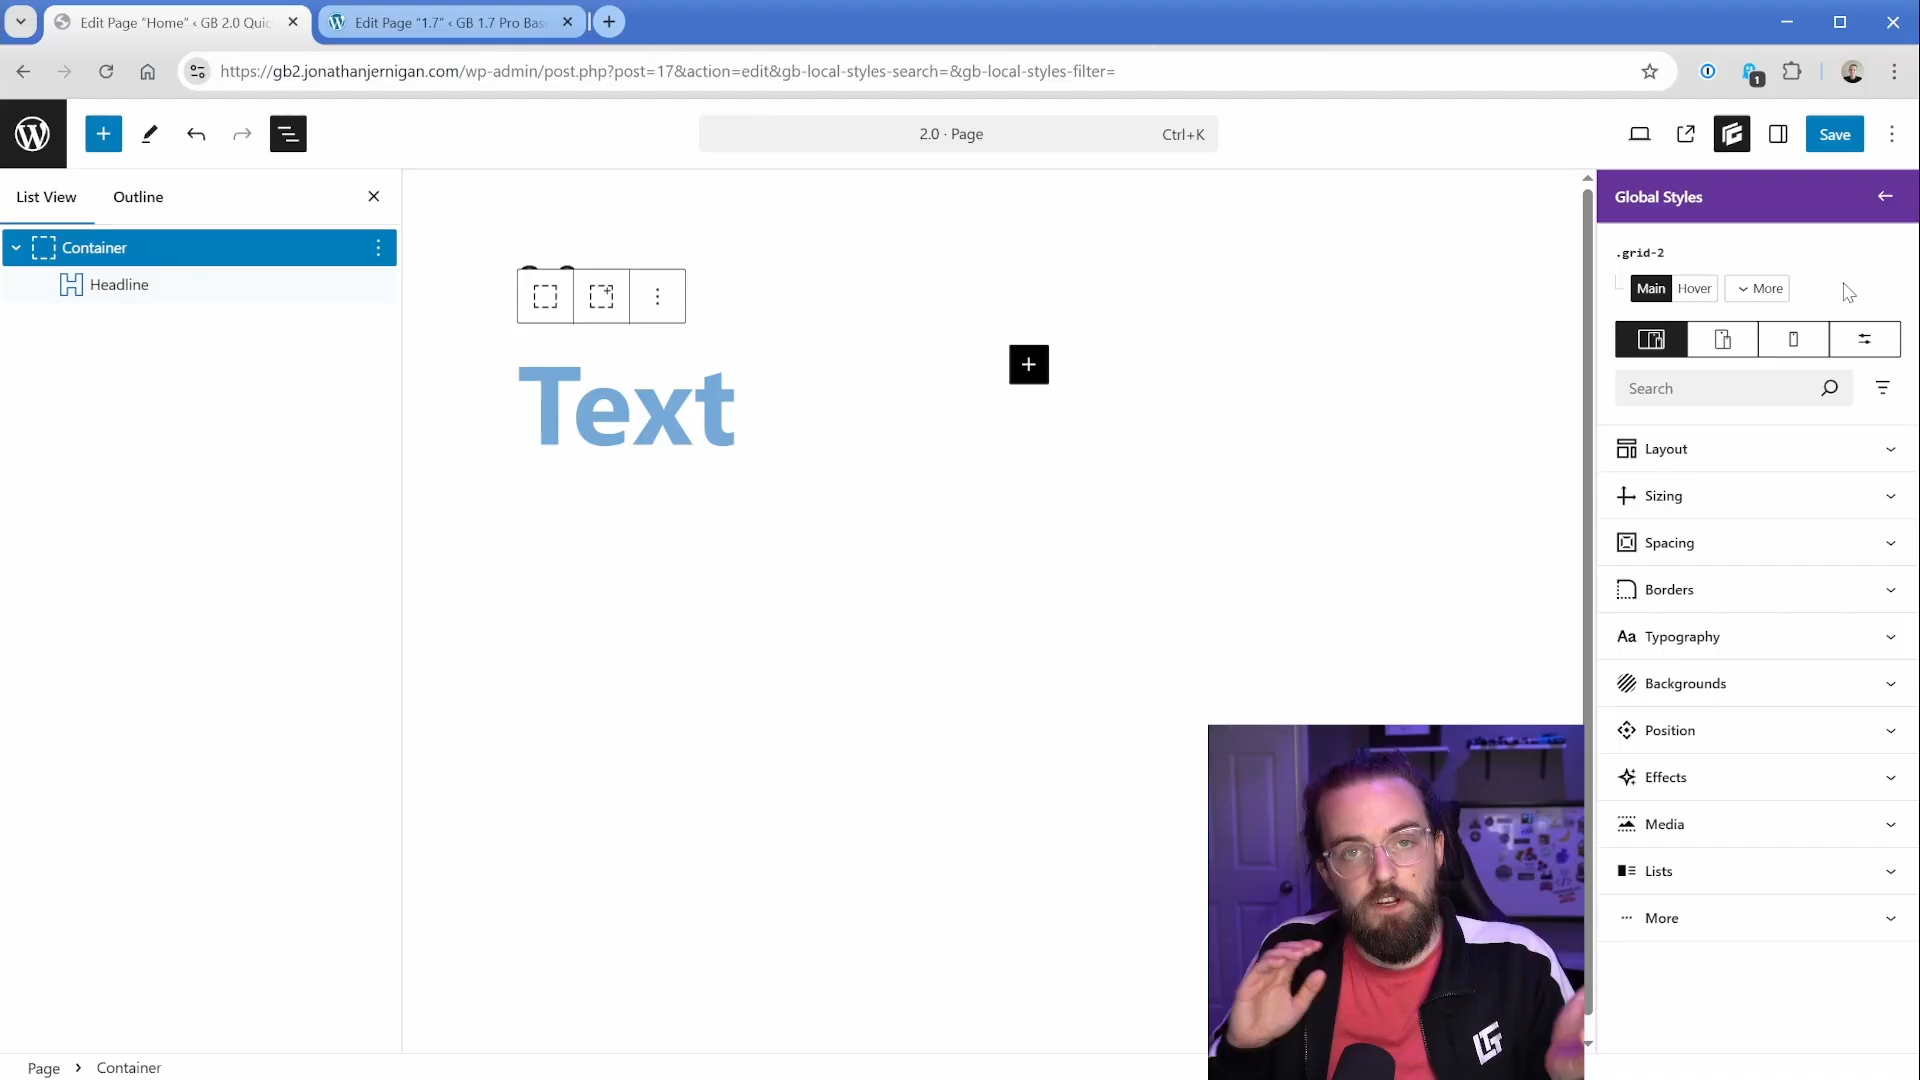 Edit Page "Home" ‹ GB 2.0 Quic
Edit Page "1.7" ‹ GB 1.7 Pro Bas
https://gb2.jonathanjernigan.com/wp-admin/post.php?post=17&action=edit&gb-local-styles-search=&gb-local-styles-filter=
1
2.0 · Page
Ctrl+K
Save
List View
Outline
Container
Headline
Text
Global Styles
.grid-2
Main
Hover
More
Search
Layout
Sizing
Spacing
Borders
Aa Typography
Backgrounds
Position
Effects
Media
Lists
More
Page
Container